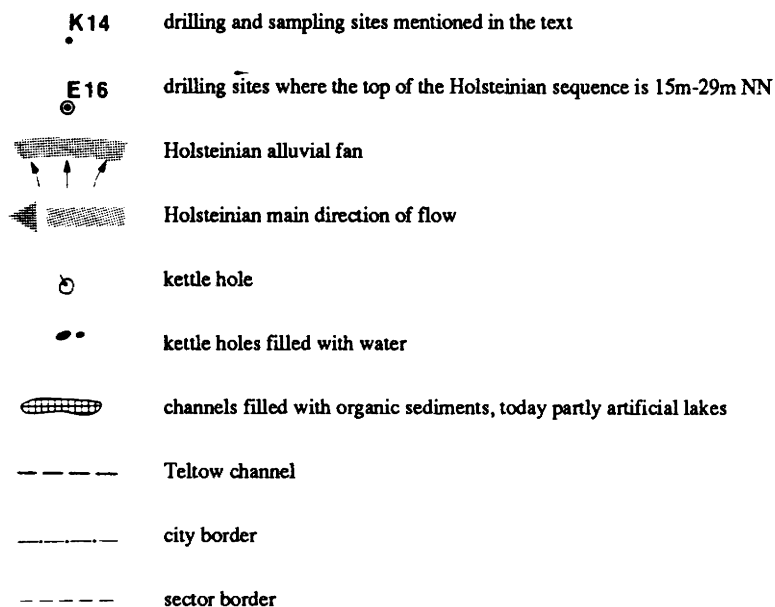 K14 drilling and sampling sites mentioned in the text
E16 drilling sites where the top of the Holsteinian sequence is 15m-29m NN
Holsteinian alluvial fan
Holsteinian main direction of flow
kettle hole
kettle holes filled with water
channels filled with organic sediments, today partly artificial lakes
Teltow channel
city border
sector border